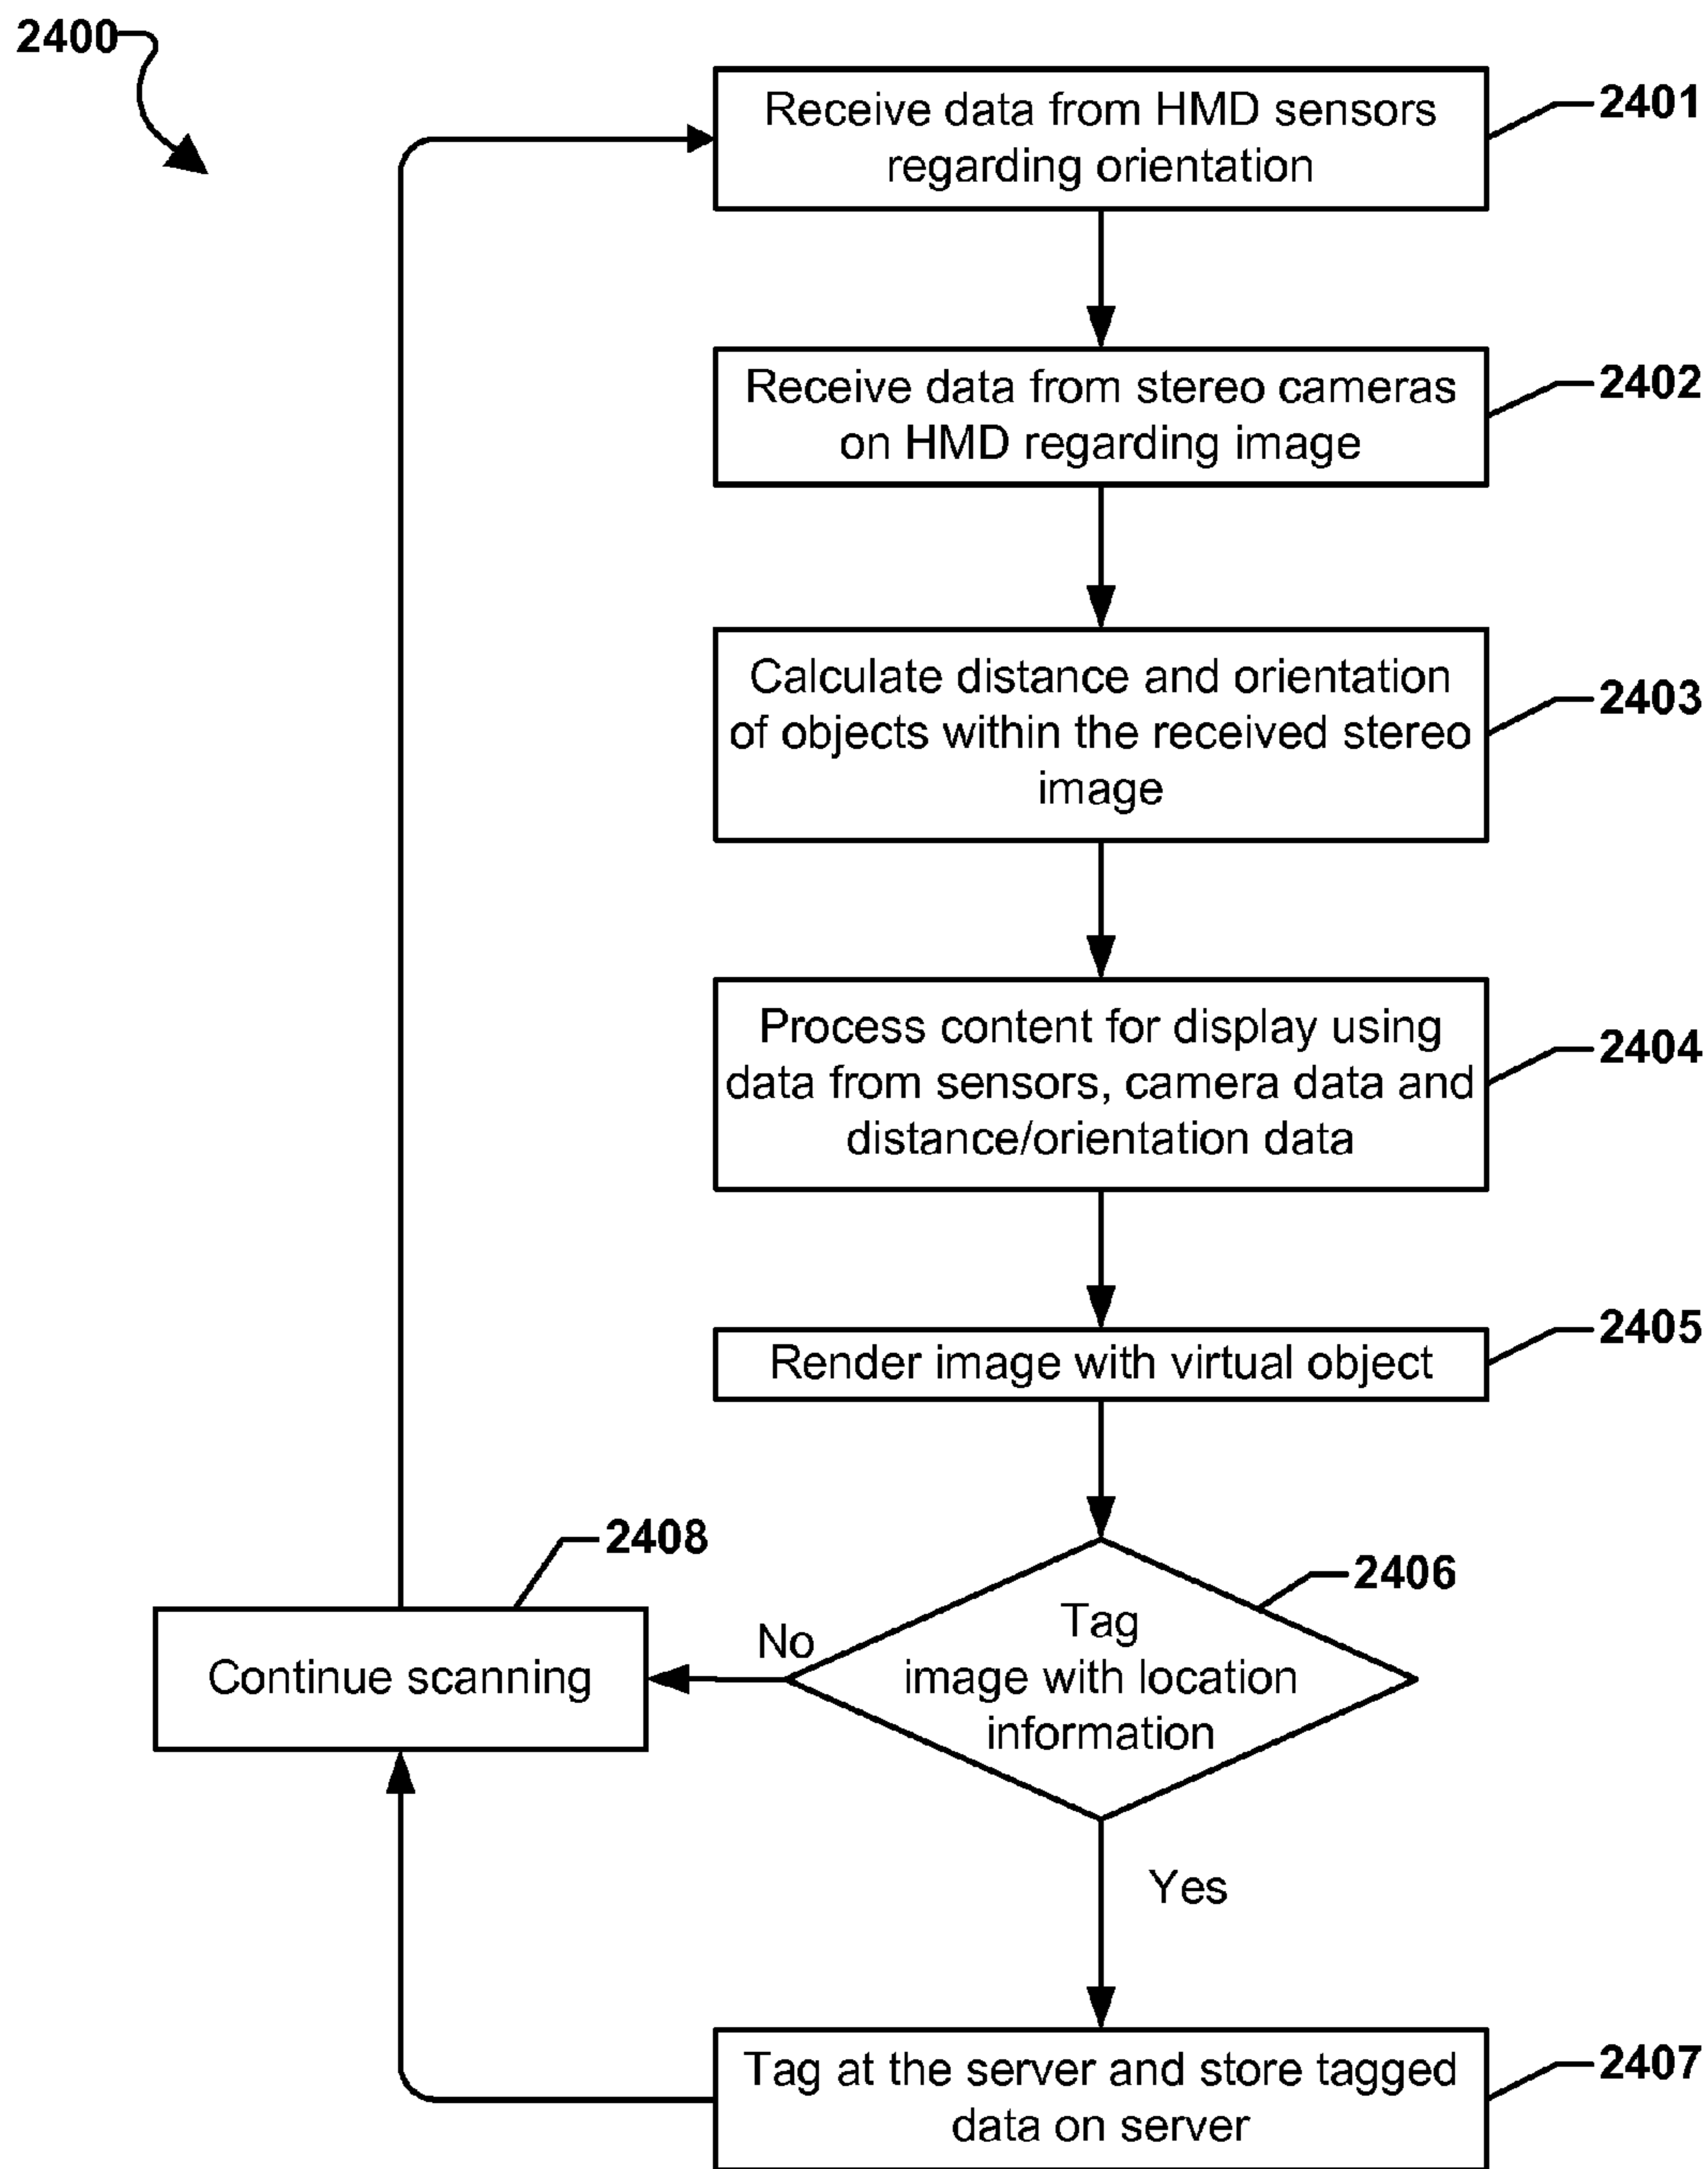 2400
Receive data from HMD sensors
regarding orientation
2401
Receive data from stereo cameras
on HMD regarding image
2402
Calculate distance and orientation
of objects within the received stereo
image
2403
Process content for display using
data from sensors, camera data and
distance/orientation data
2404
Render image with virtual object
2405
Tag
image with location
information
2406
No
Continue scanning
2408
Yes
Tag at the server and store tagged
data on server
2407